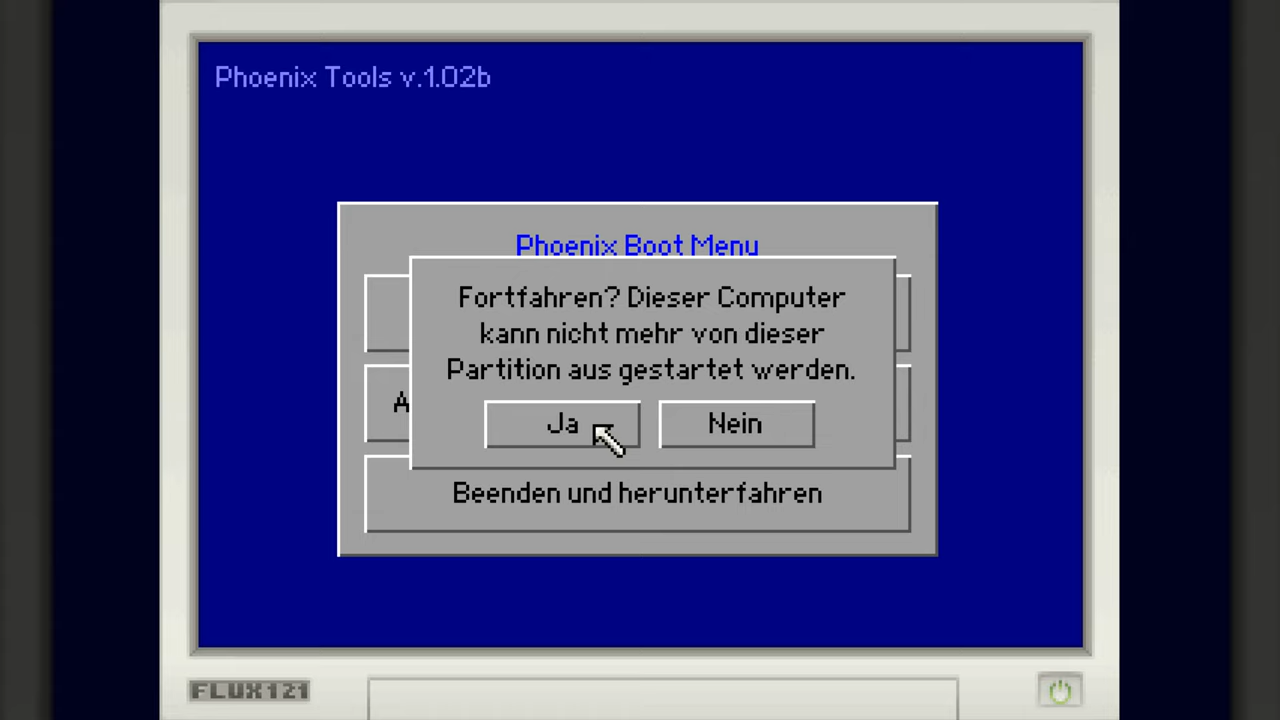 Phoenix Tools v.1.02b
Phoenix Boot Menu
Fortfahren? Dieser Computer
kann nicht mehr von dieser
Partition aus gestartet werden.
Ja
Nein
A
Beenden und herunterfahren
FLUX121